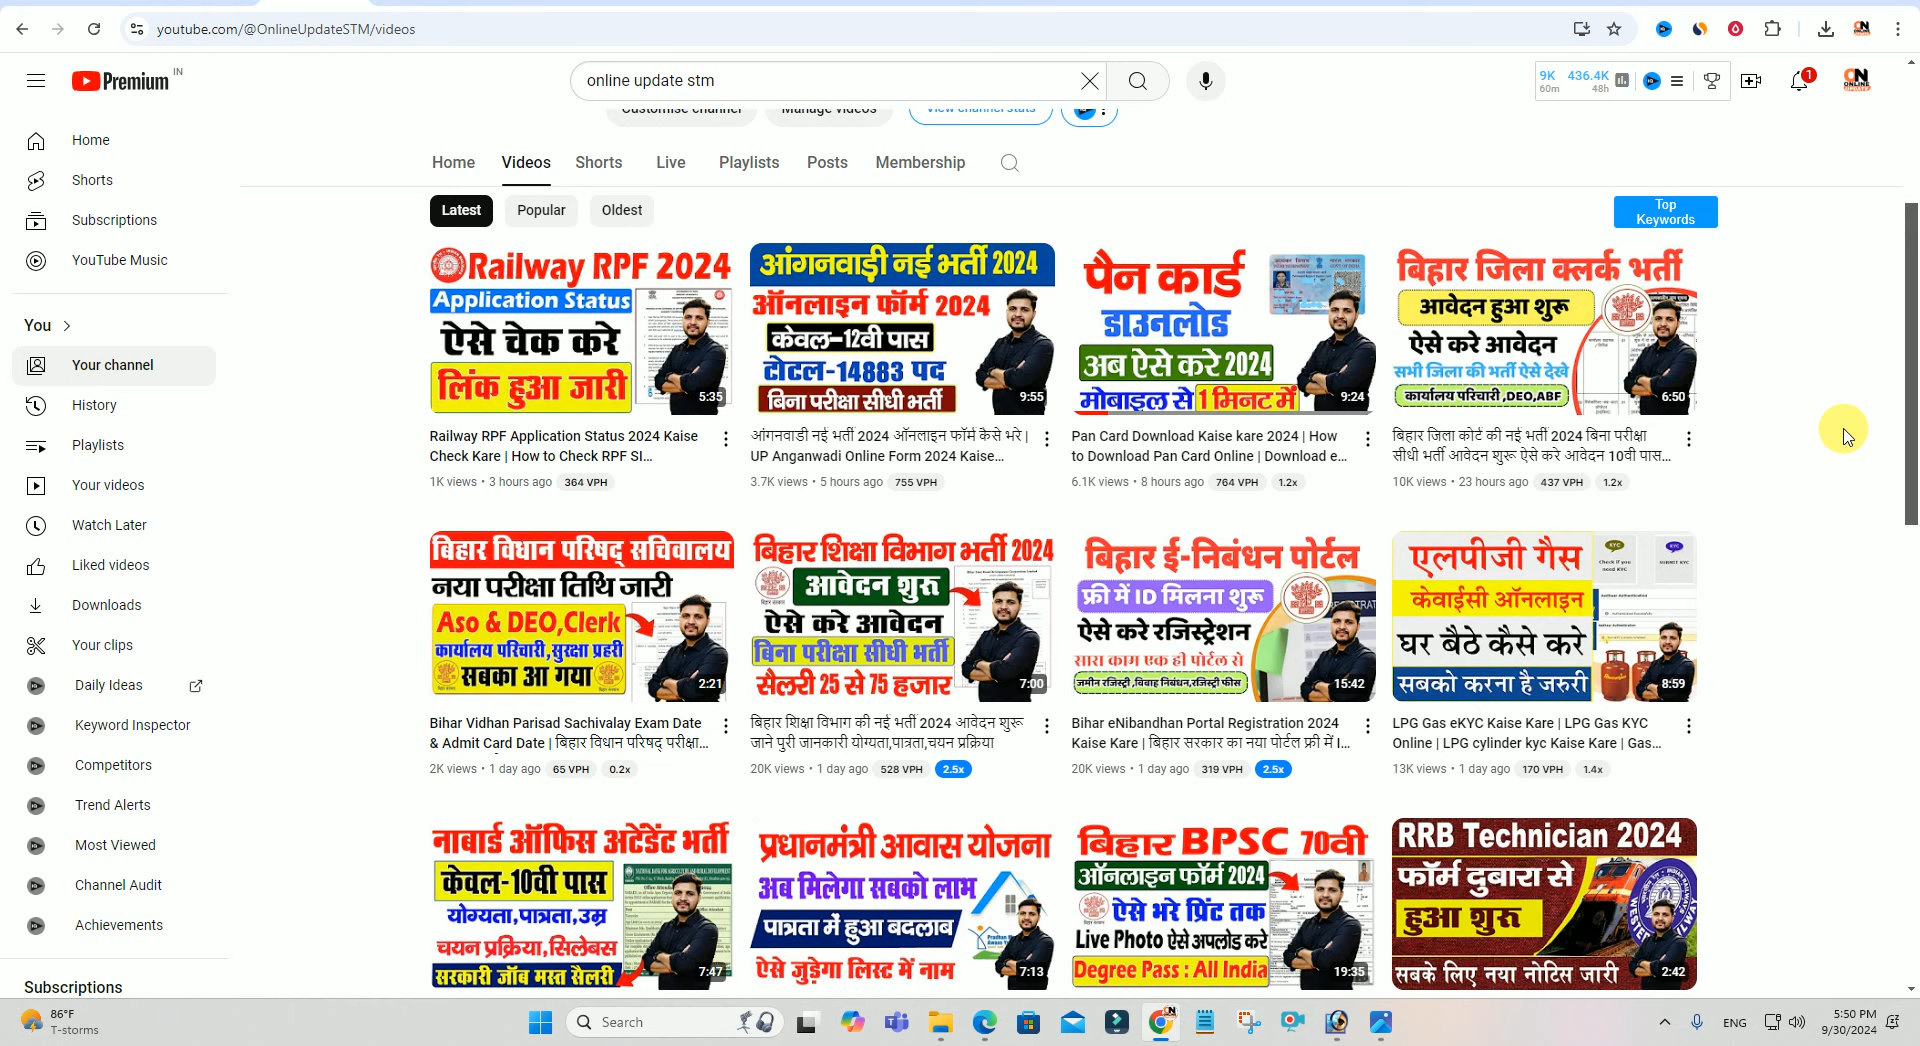 youtube.com/@OnlineUpdateSTM/videos
Premium IN
online update stm
9K 436.4K
60m 48h
1
ON
ONLINE
UPDATE
Customise channel Manage videos View channel stats
Home
Shorts
Subscriptions
YouTube Music
You
Your channel
History
Playlists
Your videos
Watch Later
Liked videos
Downloads
Your clips
Daily Ideas
Keyword Inspector
Competitors
Trend Alerts
Most Viewed
Channel Audit
Achievements
Subscriptions
Home Videos Shorts Live Playlists Posts Membership
Latest Popular Oldest
Top
Keywords
Railway RPF 2024
Application Status
ऐसे चेक करे
लिंक हुआ जारी
5:35
Railway RPF Application Status 2024 Kaise
Check Kare | How to Check RPF SI...
1K views • 3 hours ago 364 VPH
आंगनवाड़ी नई भर्ती 2024
ऑनलाइन फॉर्म 2024
केवल-12वी पास
टोटल-14883 पद
बिना परीक्षा सीधी भर्ती
9:55
आंगनवाडी नई भर्ती 2024 ऑनलाइन फॉर्म कैसे भरे |
UP Anganwadi Online Form 2024 Kaise...
3.7K views • 5 hours ago 755 VPH
पैन कार्ड
डाउनलोड
अब ऐसे करे 2024
मोबाइल से 1 मिनट में
9:24
Pan Card Download Kaise kare 2024 | How
to Download Pan Card Online | Download e...
6.1K views • 8 hours ago 764 VPH 1.2x
बिहार जिला क्लर्क भर्ती
आवेदन हुआ शुरू
ऐसे करे आवेदन
सभी जिला की भर्ती ऐसे देखे
कार्यालय परिचारी ,DEO,ABF
6:50
बिहार जिला कोर्ट की नई भर्ती 2024 बिना परीक्षा
सीधी भर्ती आवेदन शुरू ऐसे करे आवेदन 10वी पास...
10K views • 23 hours ago 437 VPH 1.2x
बिहार विधान परिषद् सचिवालय
नया परीक्षा तिथि जारी
Aso & DEO,Clerk
कार्यालय परिचारी,सुरक्षा प्रहरी
सबका आ गया
2:21
Bihar Vidhan Parisad Sachivalay Exam Date
& Admit Card Date | बिहार विधान परिषद् परीक्षा...
2K views • 1 day ago 65 VPH 0.2x
बिहार शिक्षा विभाग भर्ती 2024
आवेदन शुरू
ऐसे करे आवेदन
बिना परीक्षा सीधी भर्ती
सैलरी 25 से 75 हजार
7:00
बिहार शिक्षा विभाग की नई भर्ती 2024 आवेदन शुरू
जाने पुरी जानकारी योग्यता,पात्रता,चयन प्रक्रिया
20K views • 1 day ago 528 VPH 2.5x
बिहार ई-निबंधन पोर्टल
फ्री में ID मिलना शुरू
ऐसे करे रजिस्ट्रेशन
सारा काम एक ही पोर्टल से
जमीन रजिस्ट्री ,विवाह निबंधन,रजिस्ट्री फीस
15:42
Bihar eNibandhan Portal Registration 2024
Kaise Kare | बिहार सरकार का नया पोर्टल फ्री में I...
20K views • 1 day ago 319 VPH 2.5x
एलपीजी गैस
केवाईसी ऑनलाइन
घर बैठे कैसे करे
सबको करना है जरुरी
8:59
LPG Gas eKYC Kaise Kare | LPG Gas KYC
Online | LPG cylinder kyc Kaise Kare | Gas...
13K views • 1 day ago 170 VPH 1.4x
नाबार्ड ऑफिस अटेंडेंट भर्ती
केवल-10वी पास
योग्यता,पात्रता,उम्र
चयन प्रक्रिया,सिलेबस
सरकारी जॉब मस्त सैलरी
7:47
प्रधानमंत्री आवास योजना
अब मिलेगा सबको लाभ
पात्रता में हुआ बदलाब
ऐसे जुड़ेगा लिस्ट में नाम
7:13
बिहार BPSC 70वी
ऑनलाइन फॉर्म 2024
ऐसे भरे प्रिंट तक
Live Photo ऐसे अपलोड करे
Degree Pass : All India
19:35
RRB Technician 2024
फॉर्म दुबारा से
हुआ शुरू
सबके लिए नया नोटिस जारी
2:42
86°F
T-storms
Search
ENG
5:50 PM
9/30/2024